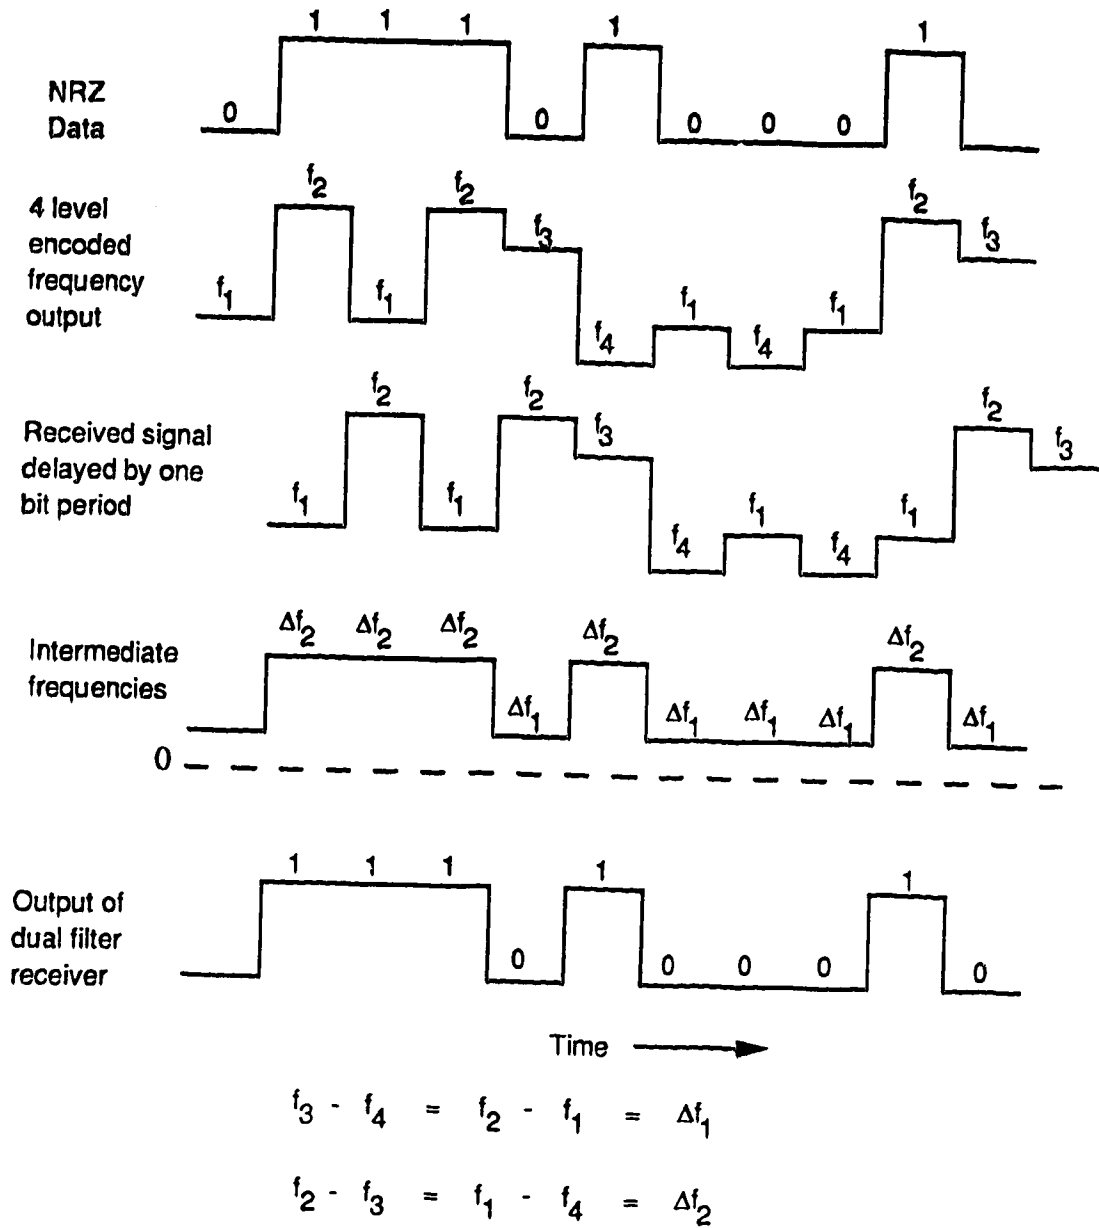 1 1 1 1 1
NRZ
Data
0 0 0 0 0
4 level
encoded
frequency
output
f2 f2 f2
f3 f3
f1 f1 f1 f1
f4 f4
Received signal
delayed by one
bit period
f2 f2 f2
f3 f3
f1 f1 f1 f1
f4 f4
Intermediate
frequencies
Δf2 Δf2 Δf2 Δf2 Δf2
Δf1 Δf1 Δf1 Δf1 Δf1
0
Output of
dual filter
receiver
1 1 1 1 1
0 0 0 0 0
Time
f3 - f4 = f2 - f1 = Δf1
f2 - f3 = f1 - f4 = Δf2